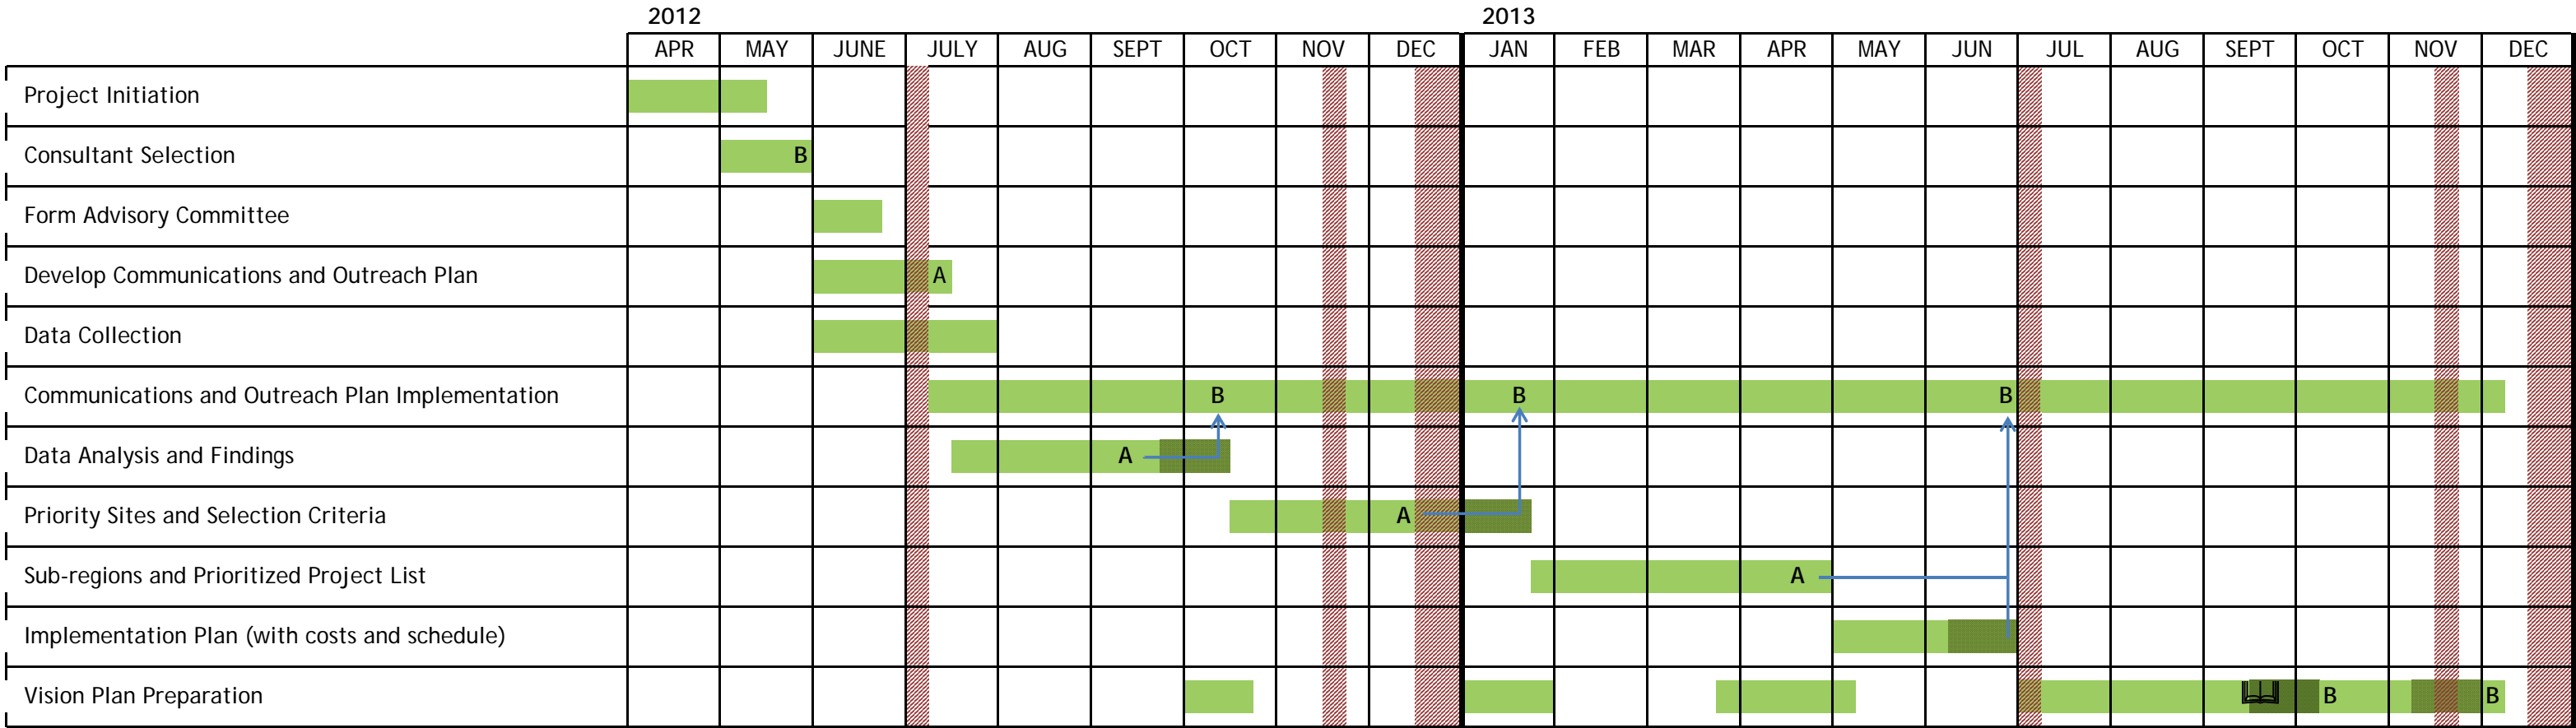 2012 2013
APR MAY JUNE JULY AUG SEPT OCT NOV DEC JAN FEB MAR APR MAY JUN JUL AUG SEPT OCT NOV DEC
Project Initiation
Consultant Selection B
Form Advisory Committee
Develop Communications and Outreach Plan A
Data Collection
Communications and Outreach Plan Implementation B B B
Data Analysis and Findings A
Priority Sites and Selection Criteria A
Sub-regions and Prioritized Project List A
Implementation Plan (with costs and schedule)
Vision Plan Preparation B B